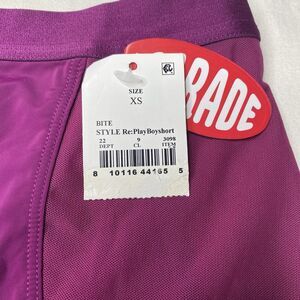 SIZE
XS
BITE
STYLE Re:PlayBoyshort
22 9 3098
DEPT CL ITEM
8 10116 44165 5
RADE